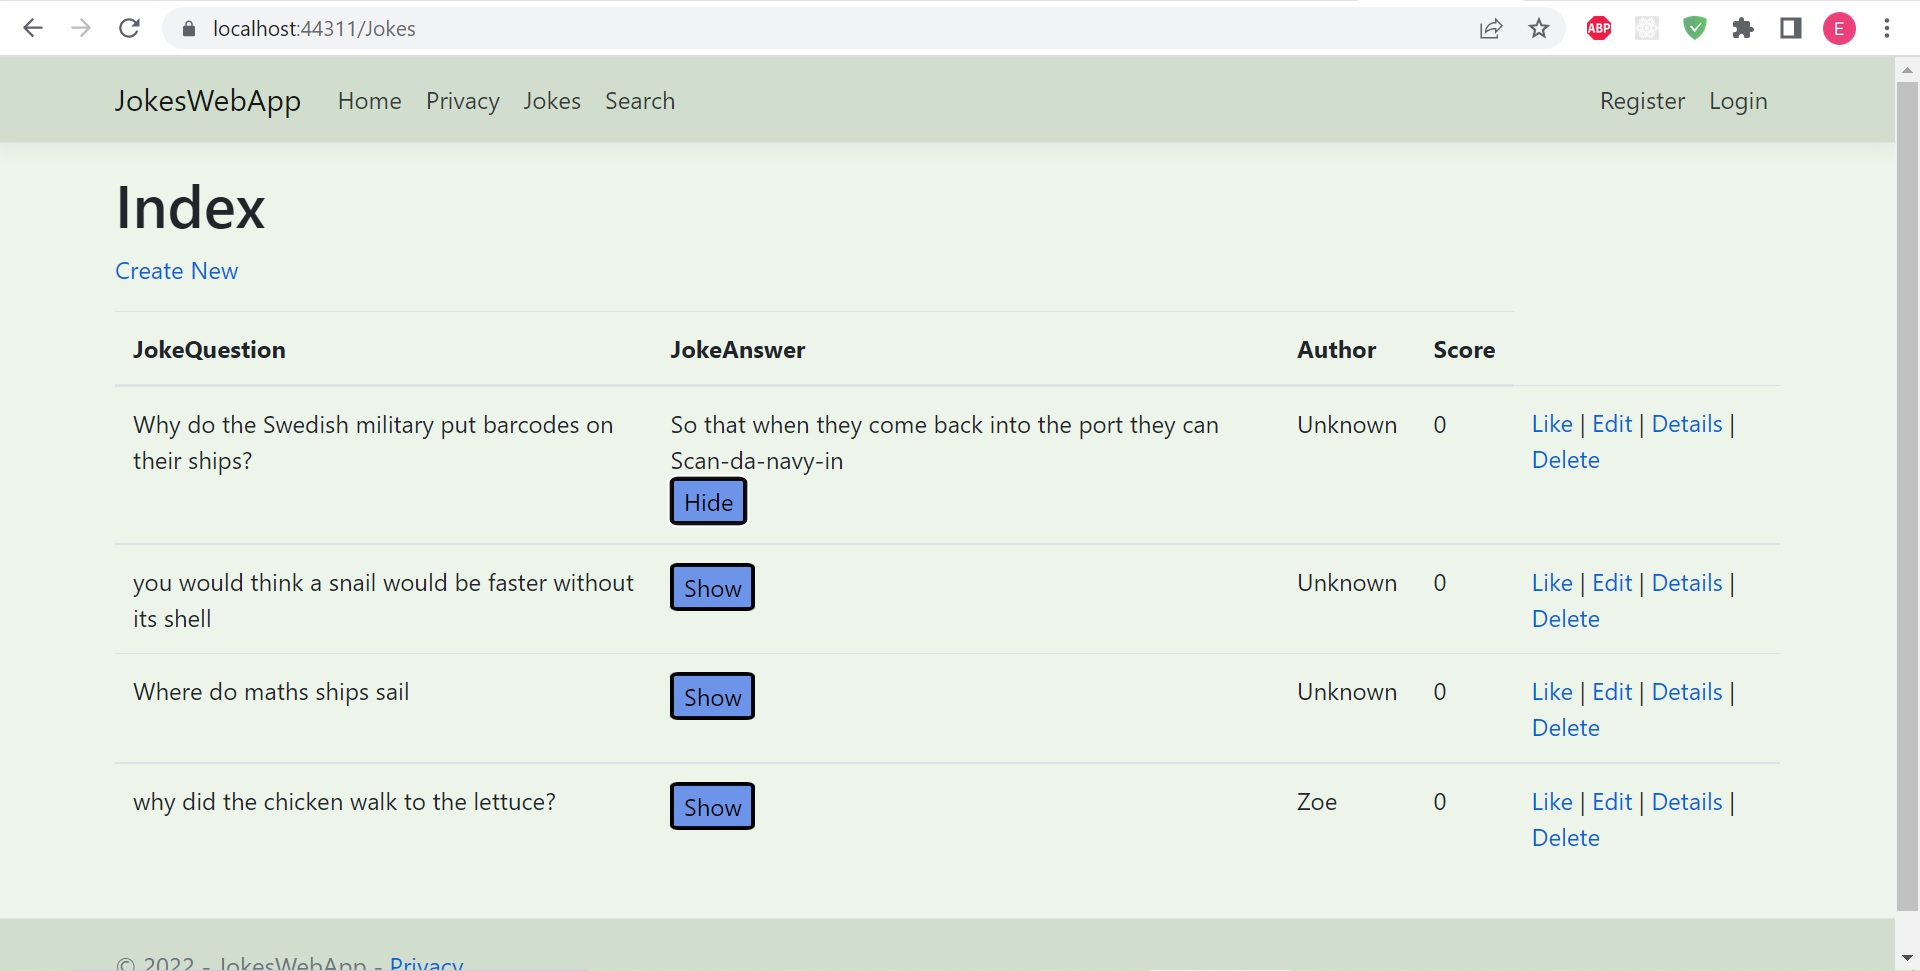 localhost:44311/Jokes
ABP
E
JokesWebApp Home Privacy Jokes Search Register Login
Index
Create New
JokeQuestion JokeAnswer Author Score
Why do the Swedish military put barcodes on So that when they come back into the port they can Unknown 0 Like | Edit | Details |
their ships? Scan-da-navy-in Delete
Hide
you would think a snail would be faster without Show Unknown 0 Like | Edit | Details |
its shell Delete
Where do maths ships sail Show Unknown 0 Like | Edit | Details |
Delete
why did the chicken walk to the lettuce? Show Zoe 0 Like | Edit | Details |
Delete
© 2022 - JokesWebApp - Privacy